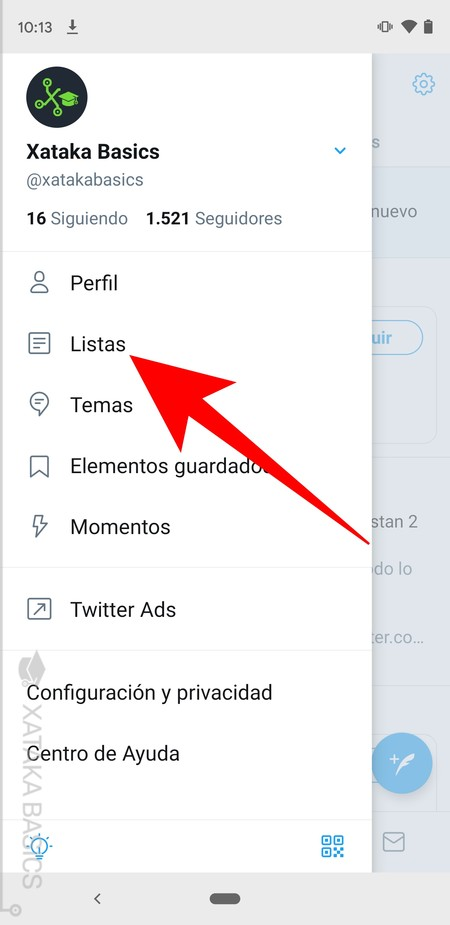 10:13
Xataka Basics
@xatakabasics
16 Siguiendo 1.521 Seguidores
Perfil
Listas
Temas
Elementos guardados
Momentos
Twitter Ads
Configuración y privacidad
Centro de Ayuda
s
nuevo
uir
stan 2
do lo
ter.co...
XATAKA BASICS